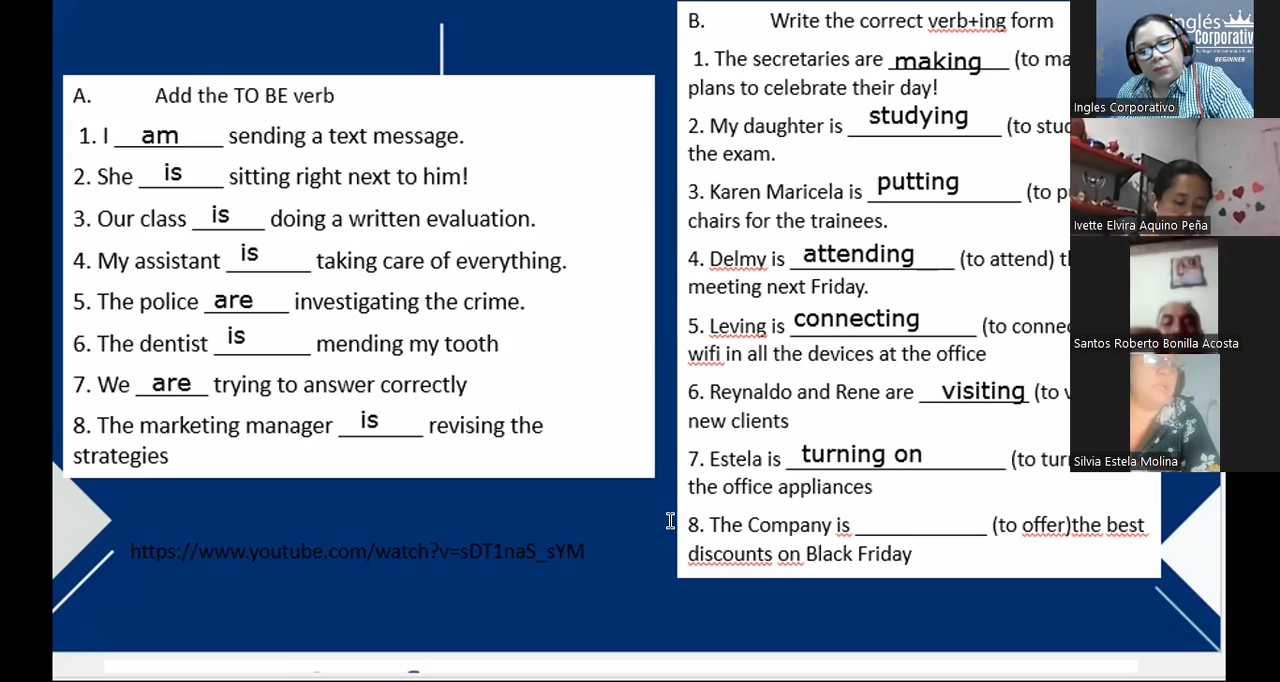 A. Add the TO BE verb
1. I am sending a text message.
2. She is sitting right next to him!
3. Our class is doing a written evaluation.
4. My assistant is taking care of everything.
5. The police are investigating the crime.
6. The dentist is mending my tooth
7. We are trying to answer correctly
8. The marketing manager is revising the
strategies
https://www.youtube.com/watch?v=sDT1naS_sYM
B. Write the correct verb+ing form
1. The secretaries are making (to ma
plans to celebrate their day!
2. My daughter is studying (to stud
the exam.
3. Karen Maricela is putting (to p
chairs for the trainees.
4. Delmy is attending (to attend) th
meeting next Friday.
5. Leving is connecting (to connec
wifi in all the devices at the office
6. Reynaldo and Rene are visiting (to v
new clients
7. Estela is turning on (to turn
the office appliances
8. The Company is ____________ (to offer)the best
discounts on Black Friday
inglés
Corporativ
BEGINNER
Ingles Corporativo
Ivette Elvira Aquino Peña
Santos Roberto Bonilla Acosta
Silvia Estela Molina